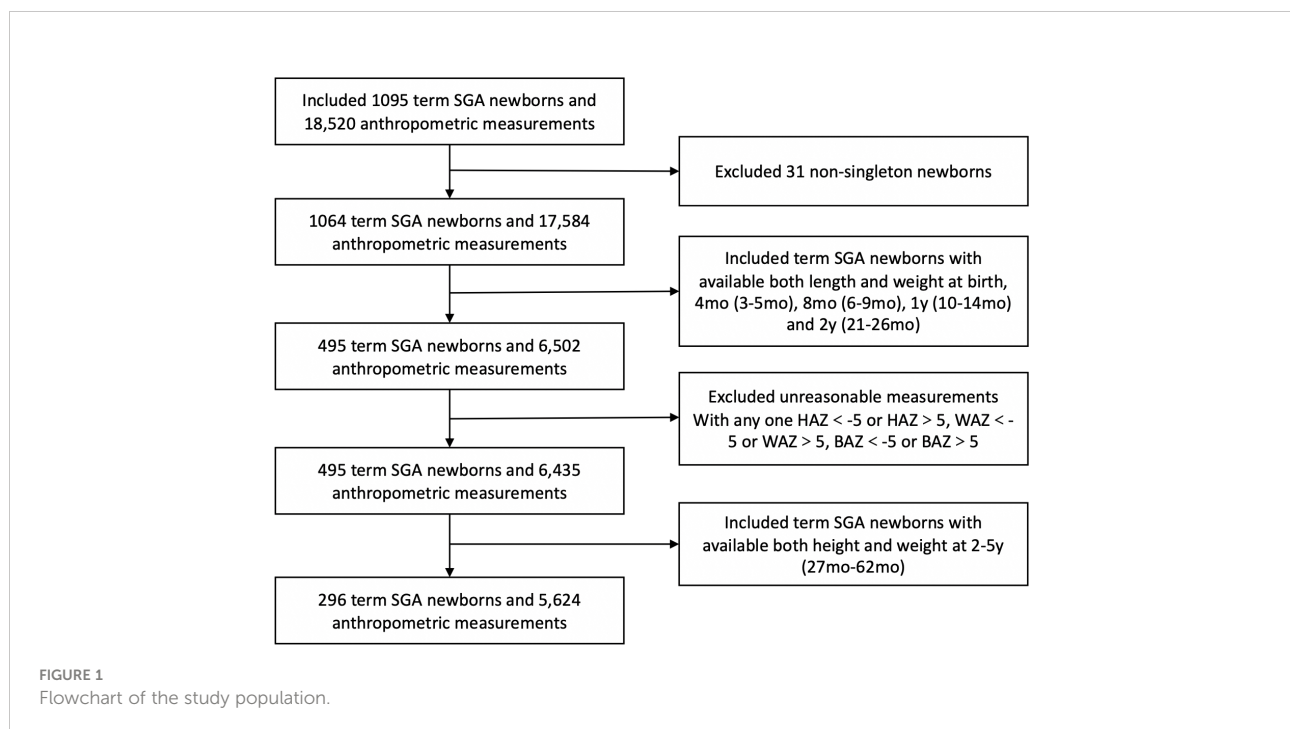 Included 1095 term SGA newborns and
18,520 anthropometric measurements
Excluded 31 non-singleton newborns
1064 term SGA newborns and 17,584
anthropometric measurements
Included term SGA newborns with
available both length and weight at birth,
4mo (3-5mo), 8mo (6-9mo), 1y (10-14mo)
and 2y (21-26mo)
495 term SGA newborns and 6,502
anthropometric measurements
Excluded unreasonable measurements
With any one HAZ < -5 or HAZ > 5, WAZ < -
5 or WAZ > 5, BAZ < -5 or BAZ > 5
495 term SGA newborns and 6,435
anthropometric measurements
Included term SGA newborns with
available both height and weight at 2-5y
(27mo-62mo)
296 term SGA newborns and 5,624
anthropometric measurements
FIGURE 1
Flowchart of the study population.